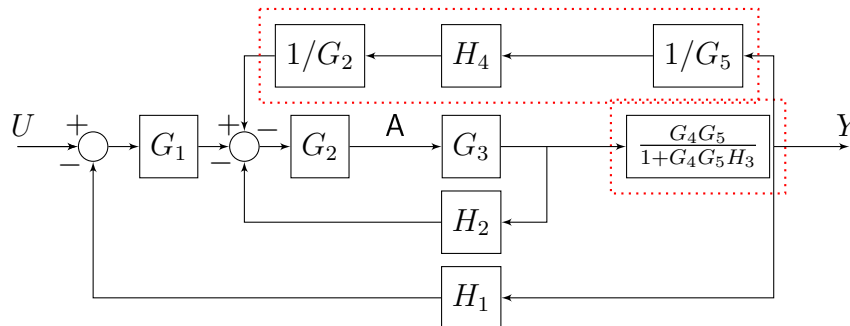 1/G₂ H₄ 1/G₅
U + − G₁ + − − G₂ A G₃ G₄G₅/(1+G₄G₅H₃) Y
H₂
H₁